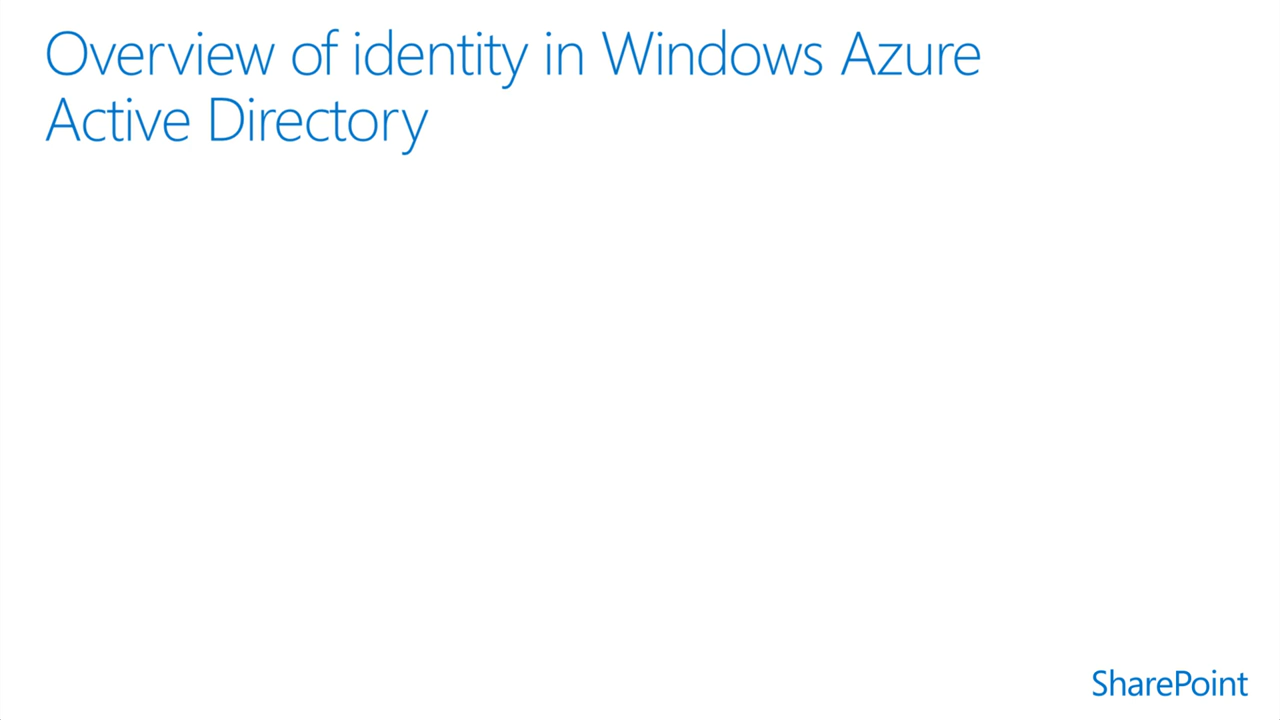 Overview of identity in Windows Azure
Active Directory
SharePoint